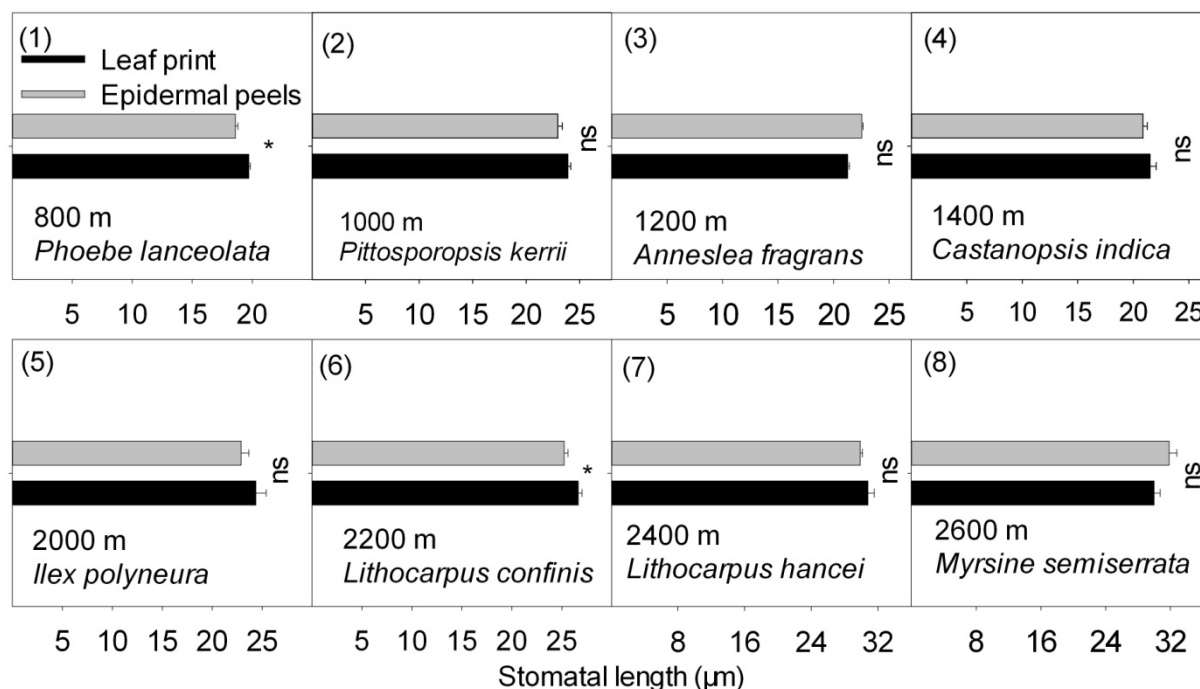 (1)
Leaf print
Epidermal peels
*
800 m
Phoebe lanceolata
5 10 15 20
(2)
ns
1000 m
Pittosporopsis kerrii
5 10 15 20 25
(3)
ns
1200 m
Anneslea fragrans
5 10 15 20 25
(4)
ns
1400 m
Castanopsis indica
5 10 15 20 25
(5)
ns
2000 m
Ilex polyneura
5 10 15 20 25
(6)
*
2200 m
Lithocarpus confinis
5 10 15 20 25
(7)
ns
2400 m
Lithocarpus hancei
8 16 24 32
(8)
ns
2600 m
Myrsine semiserrata
8 16 24 32
Stomatal length (µm)